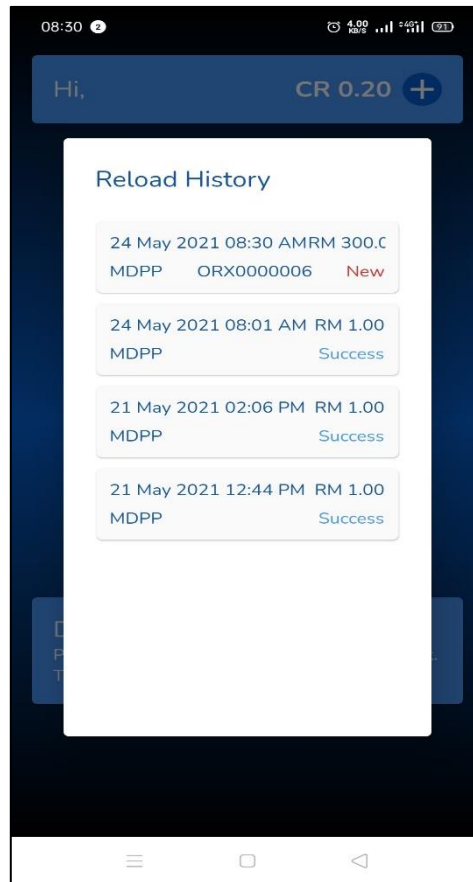 08:30 2 4.00 KB/S 4G 91
Hi, CR 0.20 +
Reload History
24 May 2021 08:30 AMRM 300.0
MDPP ORX0000006 New
24 May 2021 08:01 AM RM 1.00
MDPP Success
21 May 2021 02:06 PM RM 1.00
MDPP Success
21 May 2021 12:44 PM RM 1.00
MDPP Success